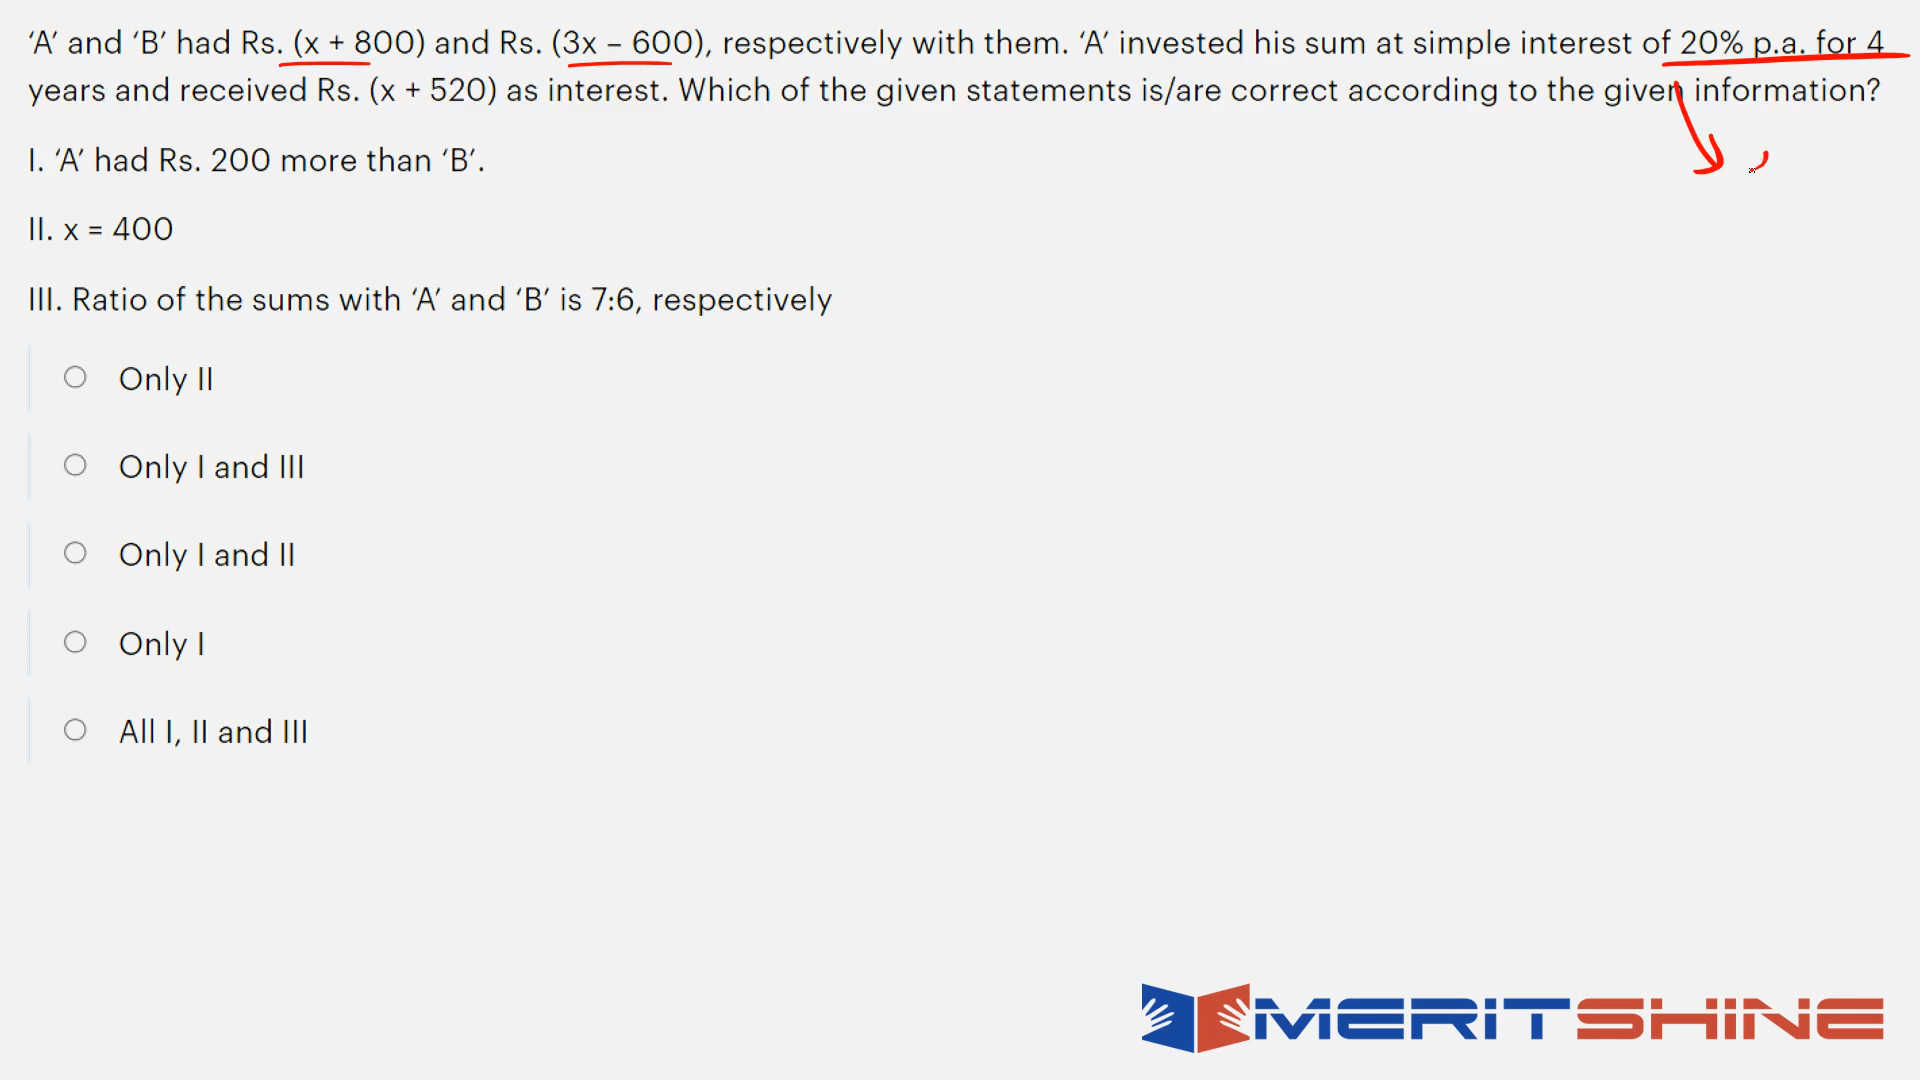 ‘A’ and ‘B’ had Rs. (x + 800) and Rs. (3x – 600), respectively with them. ‘A’ invested his sum at simple interest of 20% p.a. for 4
years and received Rs. (x + 520) as interest. Which of the given statements is/are correct according to the given information?
I. ‘A’ had Rs. 200 more than ‘B’.
II. x = 400
III. Ratio of the sums with ‘A’ and ‘B’ is 7:6, respectively
Only II
Only I and III
Only I and II
Only I
All I, II and III
MERITSHINE